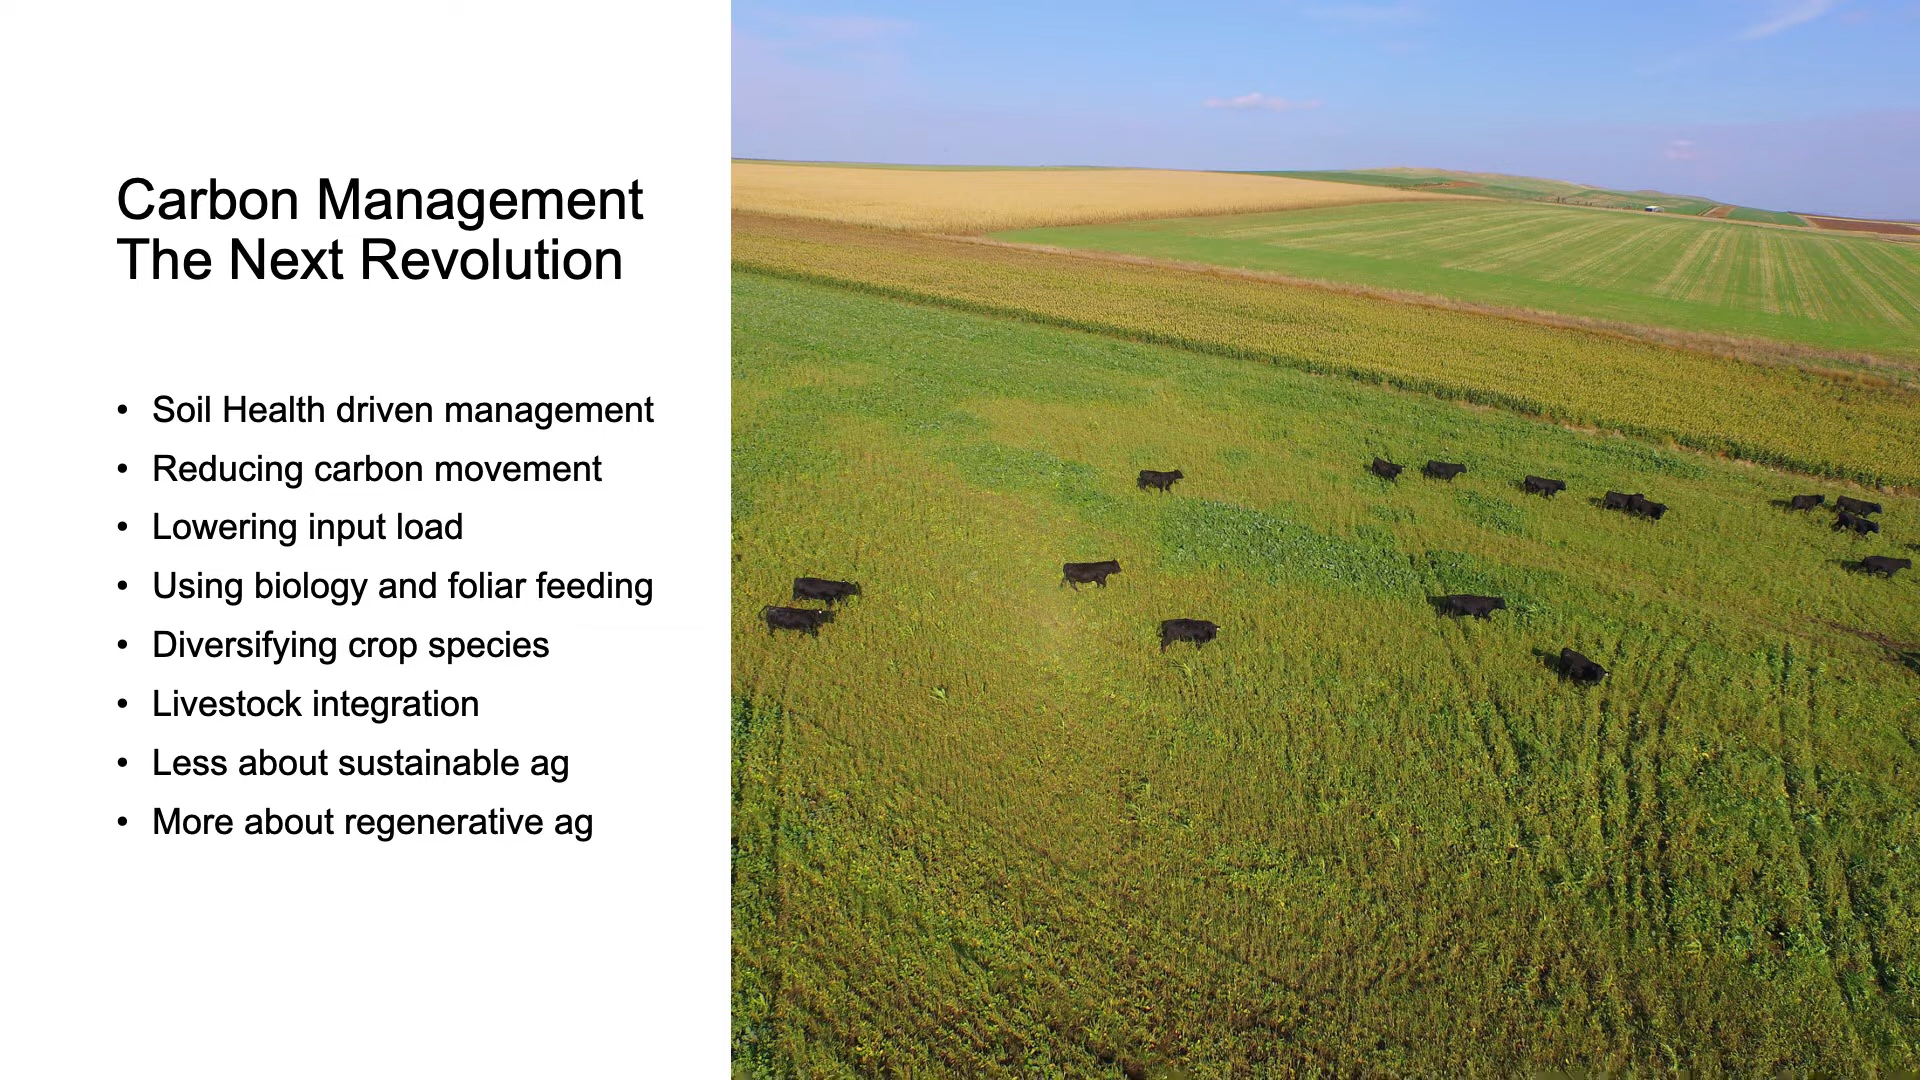 Carbon Management
The Next Revolution
• Soil Health driven management
• Reducing carbon movement
• Lowering input load
• Using biology and foliar feeding
• Diversifying crop species
• Livestock integration
• Less about sustainable ag
• More about regenerative ag